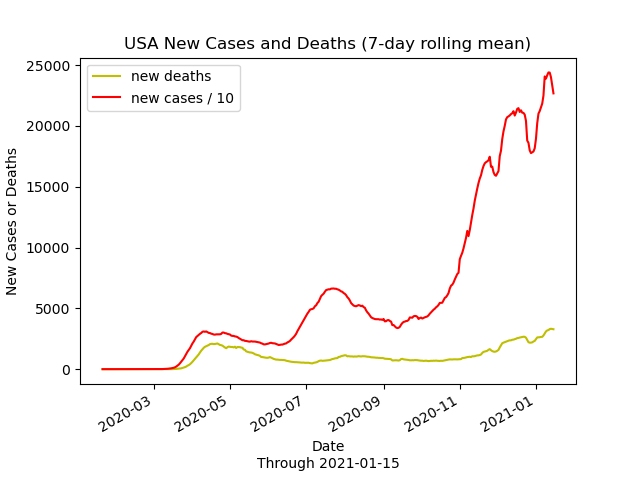 USA New Cases and Deaths (7-day rolling mean)
new deaths
new cases / 10
25000
20000
15000
10000
5000
0
New Cases or Deaths
2020-03
2020-05
2020-07
2020-09
2020-11
2021-01
Date
Through 2021-01-15